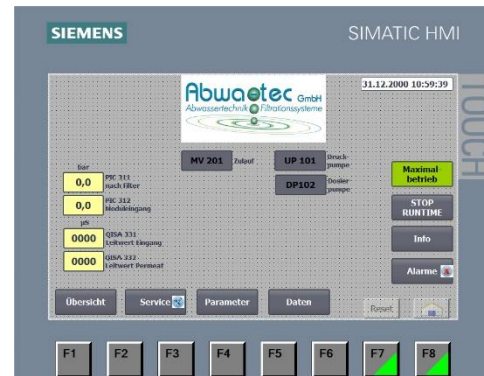 SIEMENS
SIMATIC HMI
TOUCH
Abwaotec GmbH
Abwassertechnik Filtrationssysteme
31.12.2000 10:59:39
MV 201 Zulauf
UP 101 Druck-
pumpe
DP102 Dosier-
pumpe
bar
0,0 PIC 311
nach Filter
0,0 PIC 312
Moduleingang
µS
0000 QISA 331
Leitwert Eingang
0000 QISA 332
Leitwert Permeat
Maximal-
betrieb
STOP
RUNTIME
Info
Alarme
Übersicht
Service
Parameter
Daten
Reset
F1
F2
F3
F4
F5
F6
F7
F8